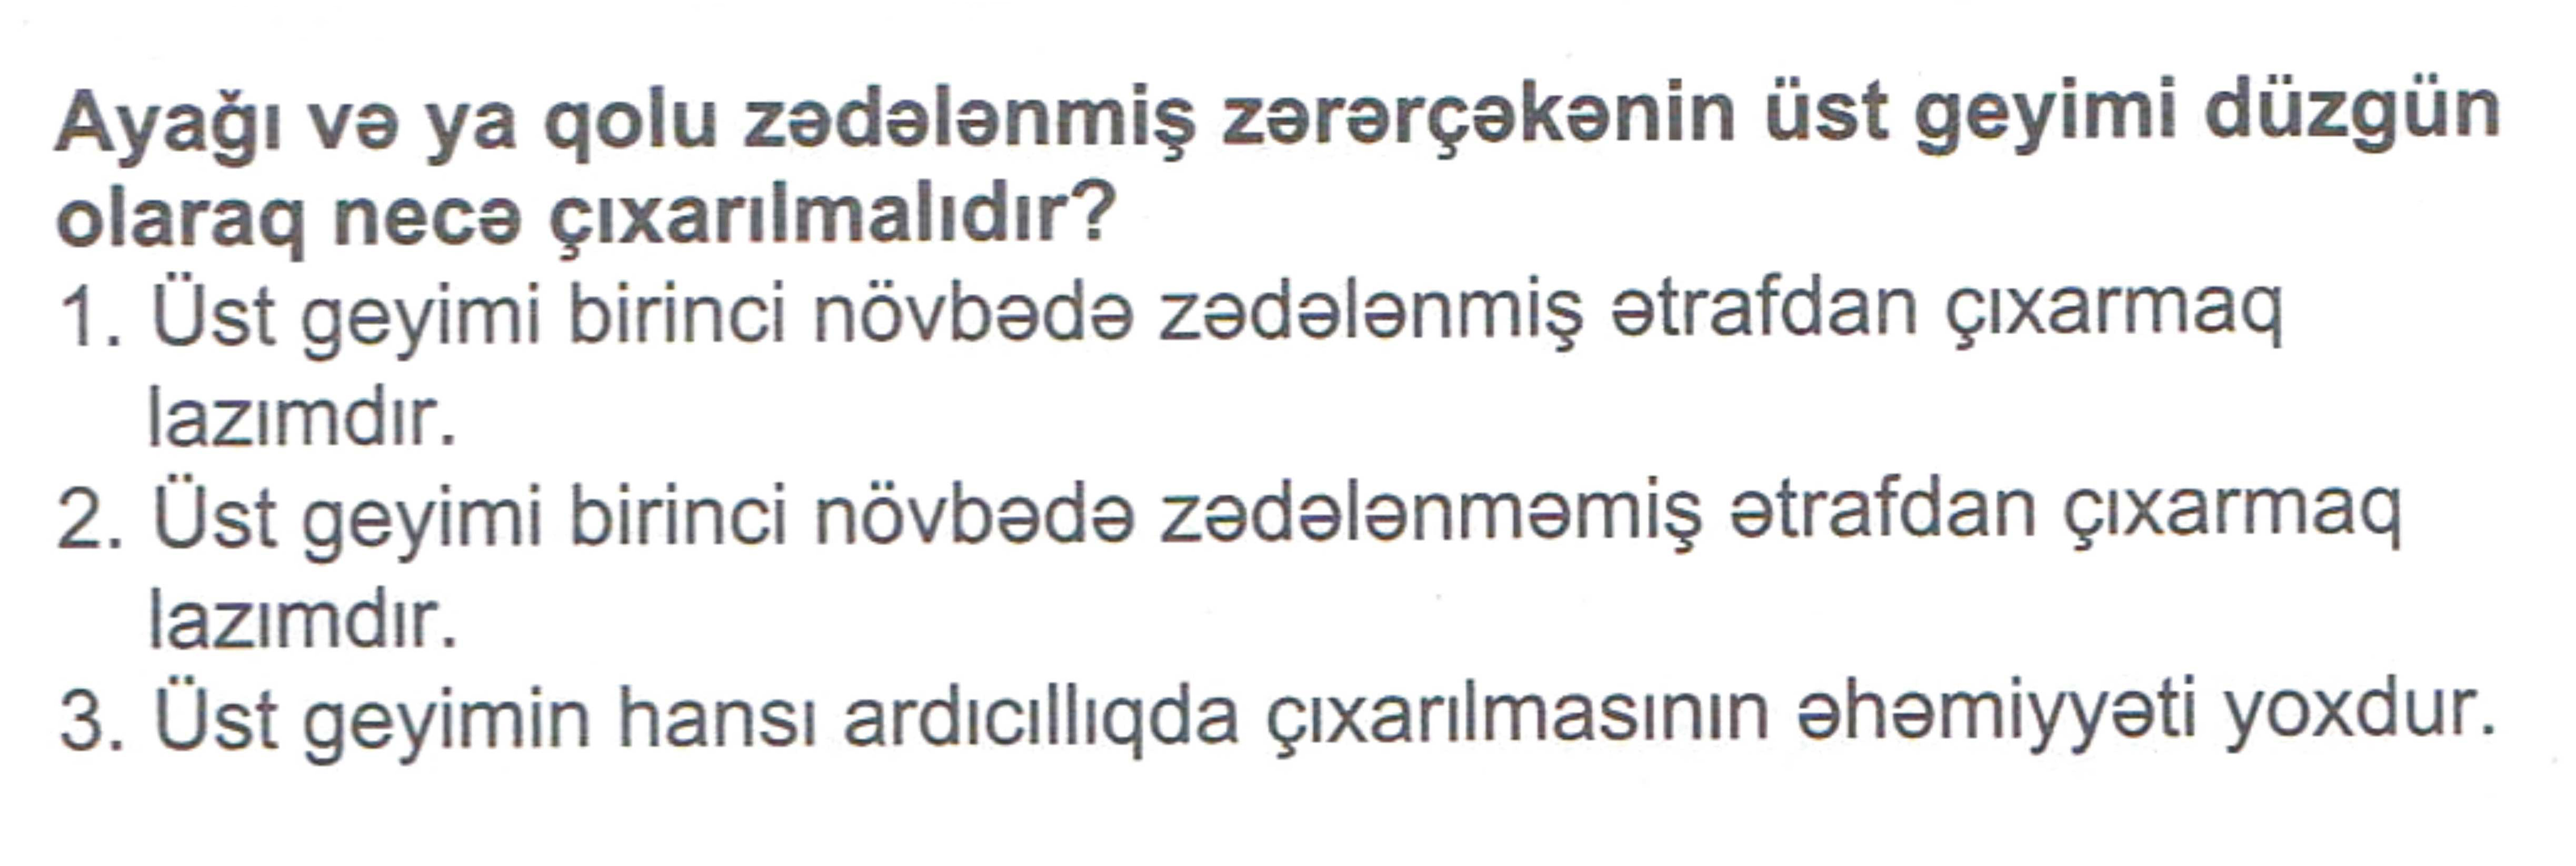 Ayağı və ya qolu zədələnmiş zərərçəkənin üst geyimi düzgün
olaraq necə çıxarılmalıdır?
1. Üst geyimi birinci növbədə zədələnmiş ətrafdan çıxarmaq
lazımdır.
2. Üst geyimi birinci növbədə zədələnməmiş ətrafdan çıxarmaq
lazımdır.
3. Üst geyimin hansı ardıcıllıqda çıxarılmasının əhəmiyyəti yoxdur.